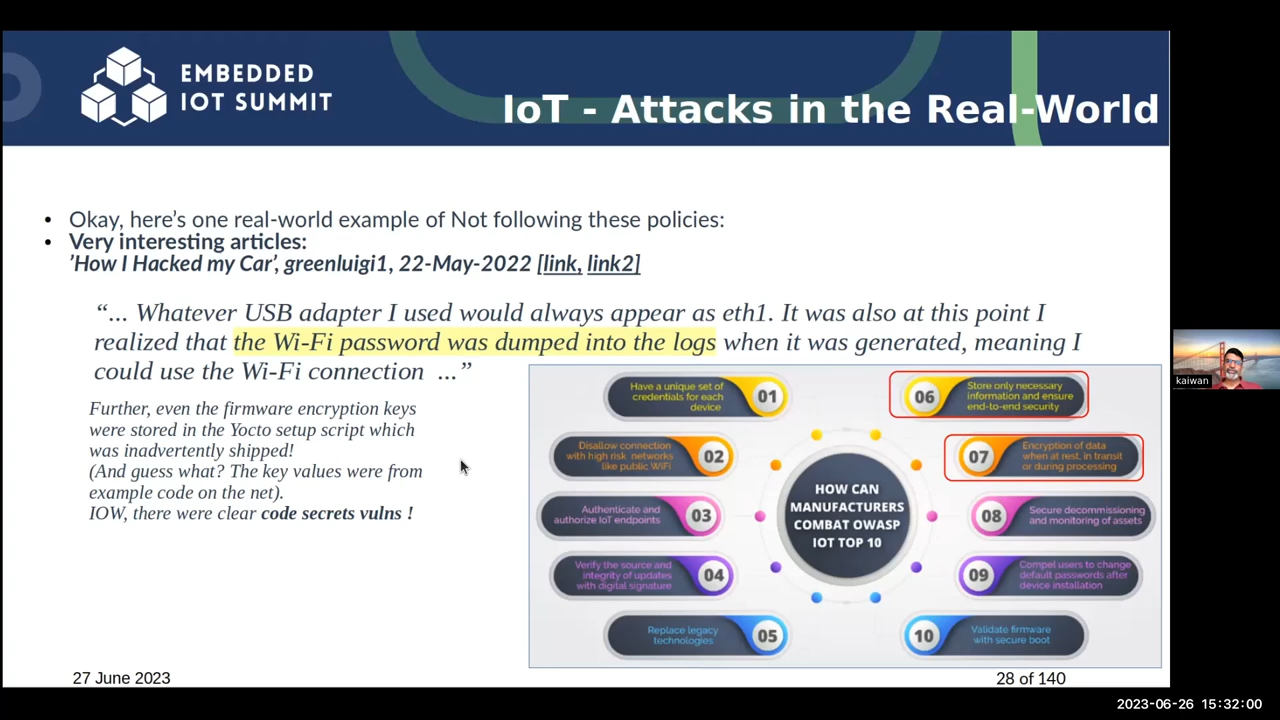 EMBEDDED
IOT SUMMIT
IoT - Attacks in the Real-World
• Okay, here’s one real-world example of Not following these policies:
• Very interesting articles:
’How I Hacked my Car’, greenluigi1, 22-May-2022 [link, link2]
“... Whatever USB adapter I used would always appear as eth1. It was also at this point I
realized that the Wi-Fi password was dumped into the logs when it was generated, meaning I
could use the Wi-Fi connection ...”
Further, even the firmware encryption keys
were stored in the Yocto setup script which
was inadvertently shipped!
(And guess what? The key values were from
example code on the net).
IOW, there were clear code secrets vulns !
Have a unique set of
credentials for each
device
01
Disallow connection
with high risk networks
like public WiFi
02
Authenticate and
authorize IoT endpoints
03
Verify the source and
integrity of updates
with digital signature
04
Replace legacy
technologies
05
HOW CAN
MANUFACTURERS
COMBAT OWASP
IOT TOP 10
06
Store only necessary
information and ensure
end-to-end security
07
Encryption of data
when at rest, in transit
or during processing
08
Secure decommissioning
and monitoring of assets
09
Compel users to change
default passwords after
device installation
10
Validate firmware
with secure boot
kaiwan
27 June 2023
28 of 140
2023-06-26 15:32:00